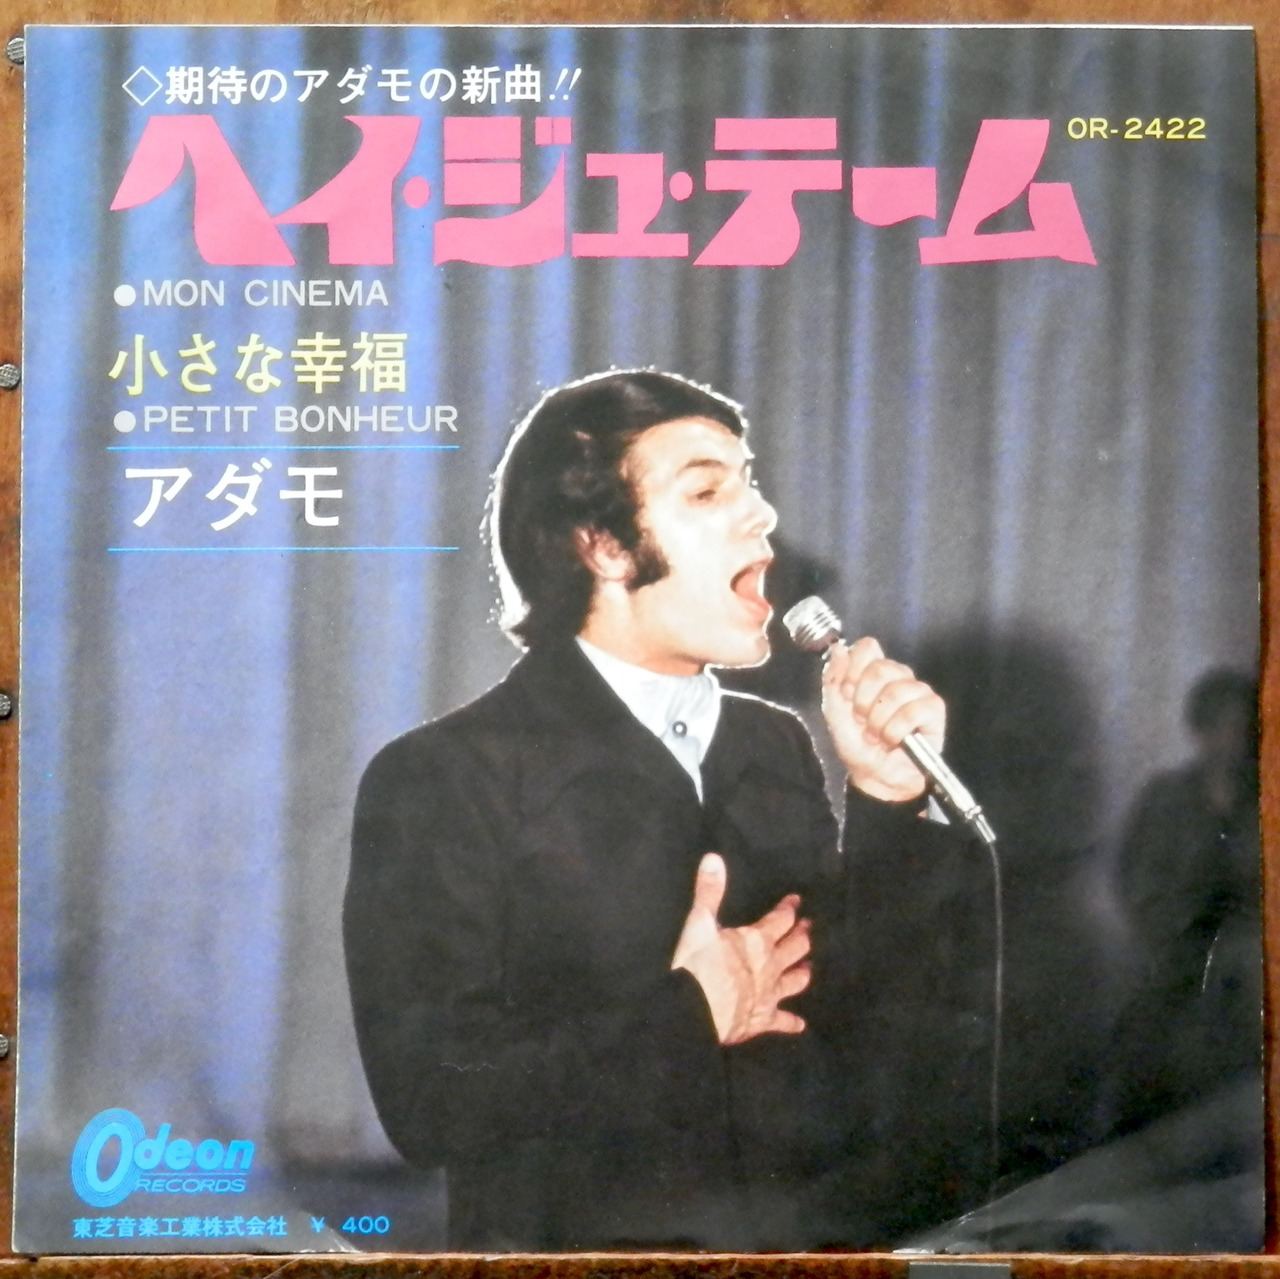 ◇期待のアダモの新曲!!
ヘイ・ジュ・テーム
OR-2422
●MON CINEMA
小さな幸福
●PETIT BONHEUR
アダモ
Odeon
RECORDS
東芝音楽工業株式会社 ￥ 400